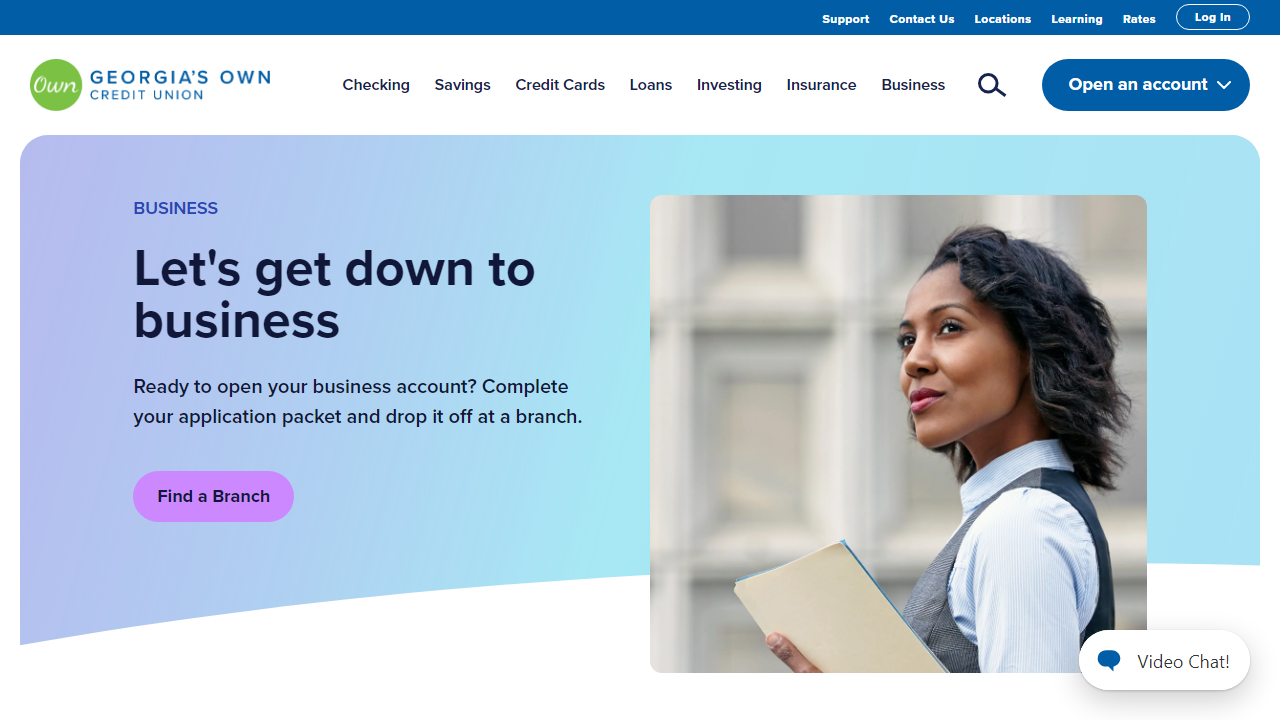 Support Contact Us Locations Learning Rates Log In
Own GEORGIA'S OWN
CREDIT UNION
Checking Savings Credit Cards Loans Investing Insurance Business
Open an account
BUSINESS
Let's get down to
business
Ready to open your business account? Complete
your application packet and drop it off at a branch.
Find a Branch
Video Chat!